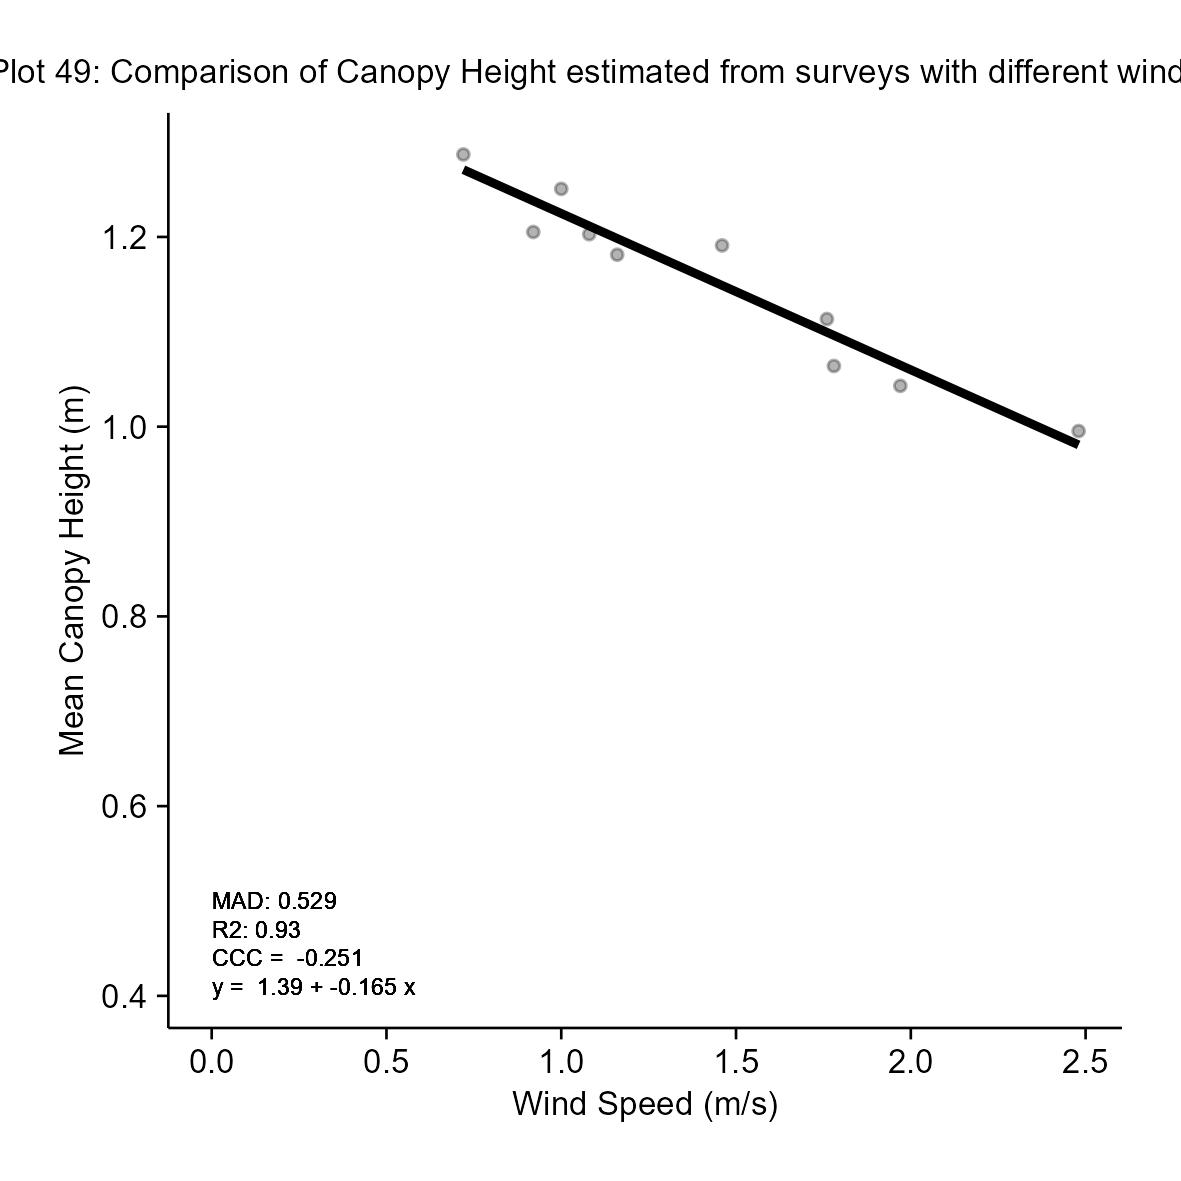 Plot 49: Comparison of Canopy Height estimated from surveys with different wind
1.2
1.0
0.8
0.6
0.4
Mean Canopy Height (m)
MAD: 0.529
R2: 0.93
CCC =  -0.251
y =  1.39 + -0.165 x
0.0 0.5 1.0 1.5 2.0 2.5
Wind Speed (m/s)